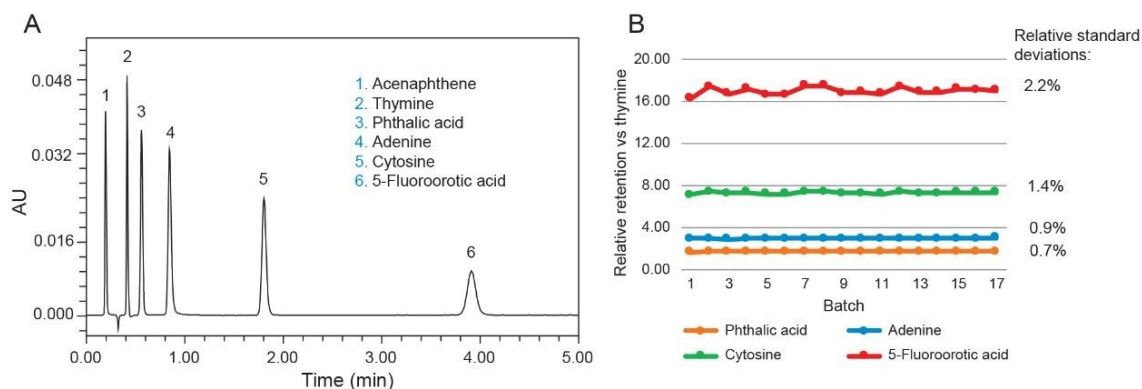 A
0.048
0.032
0.016
0.000
AU
1
2
3
4
5
6
1. Acenaphthene
2. Thymine
3. Phthalic acid
4. Adenine
5. Cytosine
6. 5-Fluoroorotic acid
0.00 1.00 2.00 3.00 4.00 5.00
Time (min)
B
Relative standard
deviations:
20.00
16.00
12.00
8.00
4.00
0.00
Relative retention vs thymine
2.2%
1.4%
0.9%
0.7%
1 3 5 7 9 11 13 15 17
Batch
Phthalic acid Adenine
Cytosine 5-Fluoroorotic acid